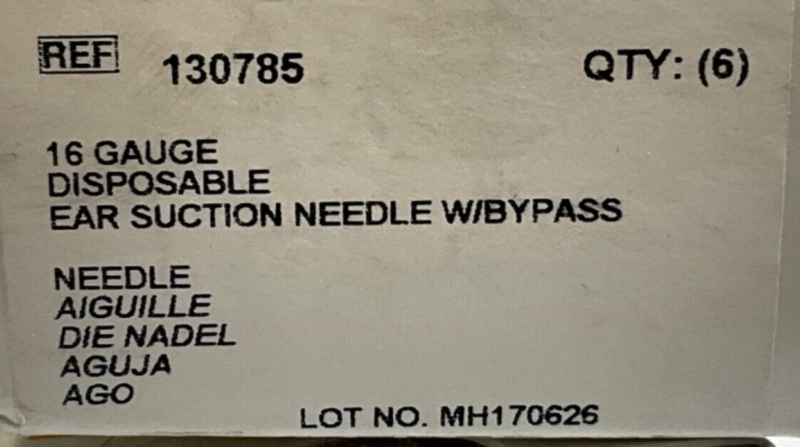 REF 130785 QTY: (6)
16 GAUGE
DISPOSABLE
EAR SUCTION NEEDLE W/BYPASS
NEEDLE
AIGUILLE
DIE NADEL
AGUJA
AGO
LOT NO. MH170626